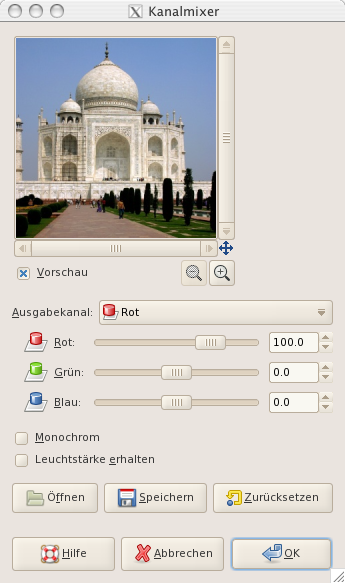 Kanalmixer
Vorschau
Ausgabekanal: Rot
Rot: 100.0
Grün: 0.0
Blau: 0.0
Monochrom
Leuchtstärke erhalten
Öffnen Speichern Zurücksetzen
Hilfe Abbrechen OK